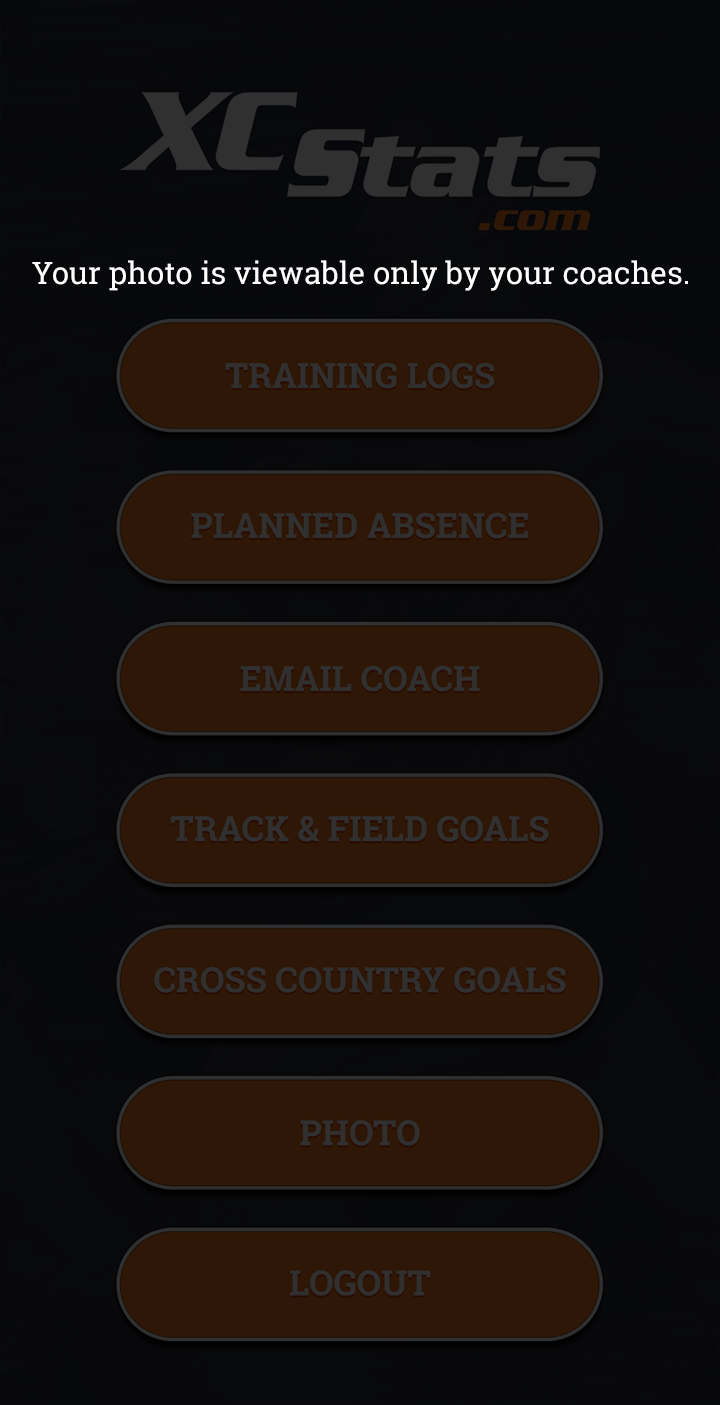 XCStats
.com
Your photo is viewable only by your coaches.
TRAINING LOGS
PLANNED ABSENCE
EMAIL COACH
TRACK & FIELD GOALS
CROSS COUNTRY GOALS
PHOTO
LOGOUT